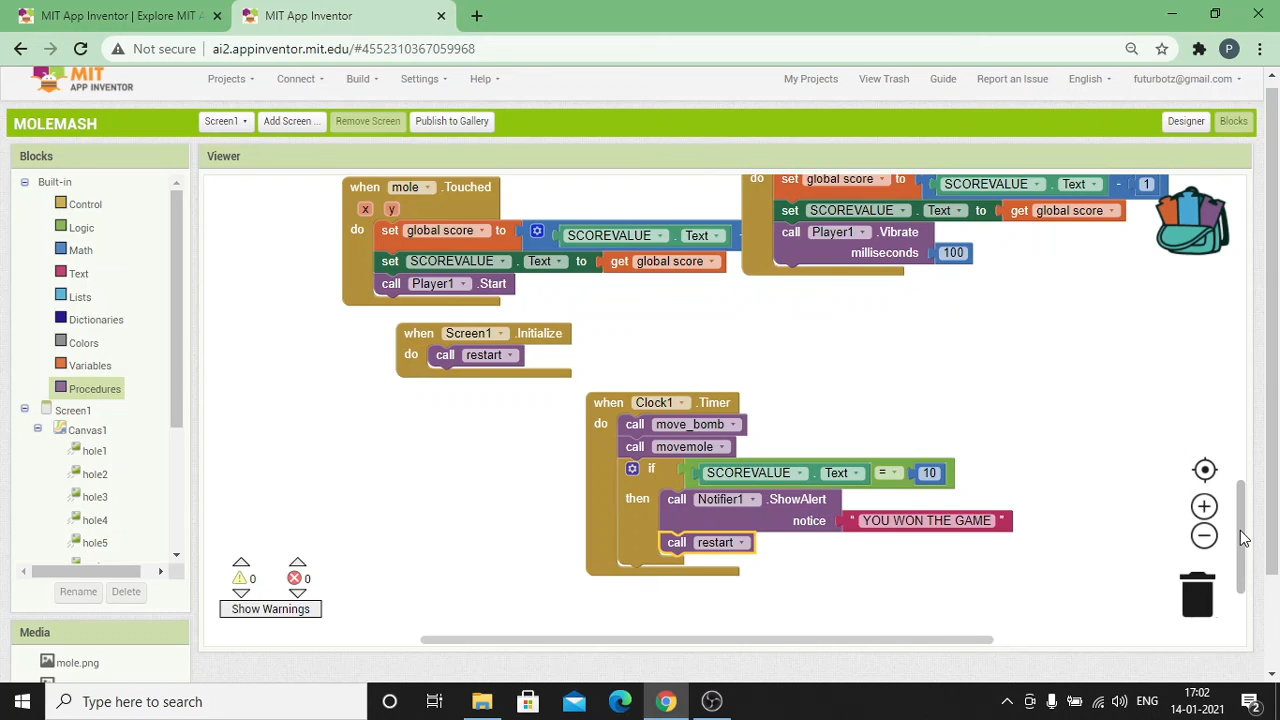 MIT App Inventor | Explore MIT A
MIT App Inventor
Not secure | ai2.appinventor.mit.edu/#4552310367059968
P
MIT
APP INVENTOR
Projects
Connect
Build
Settings
Help
My Projects
View Trash
Guide
Report an Issue
English
futurbotz@gmail.com
MOLEMASH
Screen1
Add Screen ...
Remove Screen
Publish to Gallery
Designer
Blocks
Blocks
Viewer
Built-in
Control
Logic
Math
Text
Lists
Dictionaries
Colors
Variables
Procedures
Screen1
Canvas1
hole1
hole2
hole3
hole4
hole5
Rename
Delete
Media
mole.png
when mole .Touched
x y
do set global score to SCOREVALUE . Text
set SCOREVALUE . Text to get global score
call Player1 .Start
do set global score to SCOREVALUE . Text - 1
set SCOREVALUE . Text to get global score
call Player1 .Vibrate
milliseconds 100
when Screen1 .Initialize
do call restart
when Clock1 .Timer
do call move_bomb
call movemole
if SCOREVALUE . Text = 10
then call Notifier1 .ShowAlert
notice " YOU WON THE GAME "
call restart
0 0
Show Warnings
Type here to search
ENG
17:02
14-01-2021
2